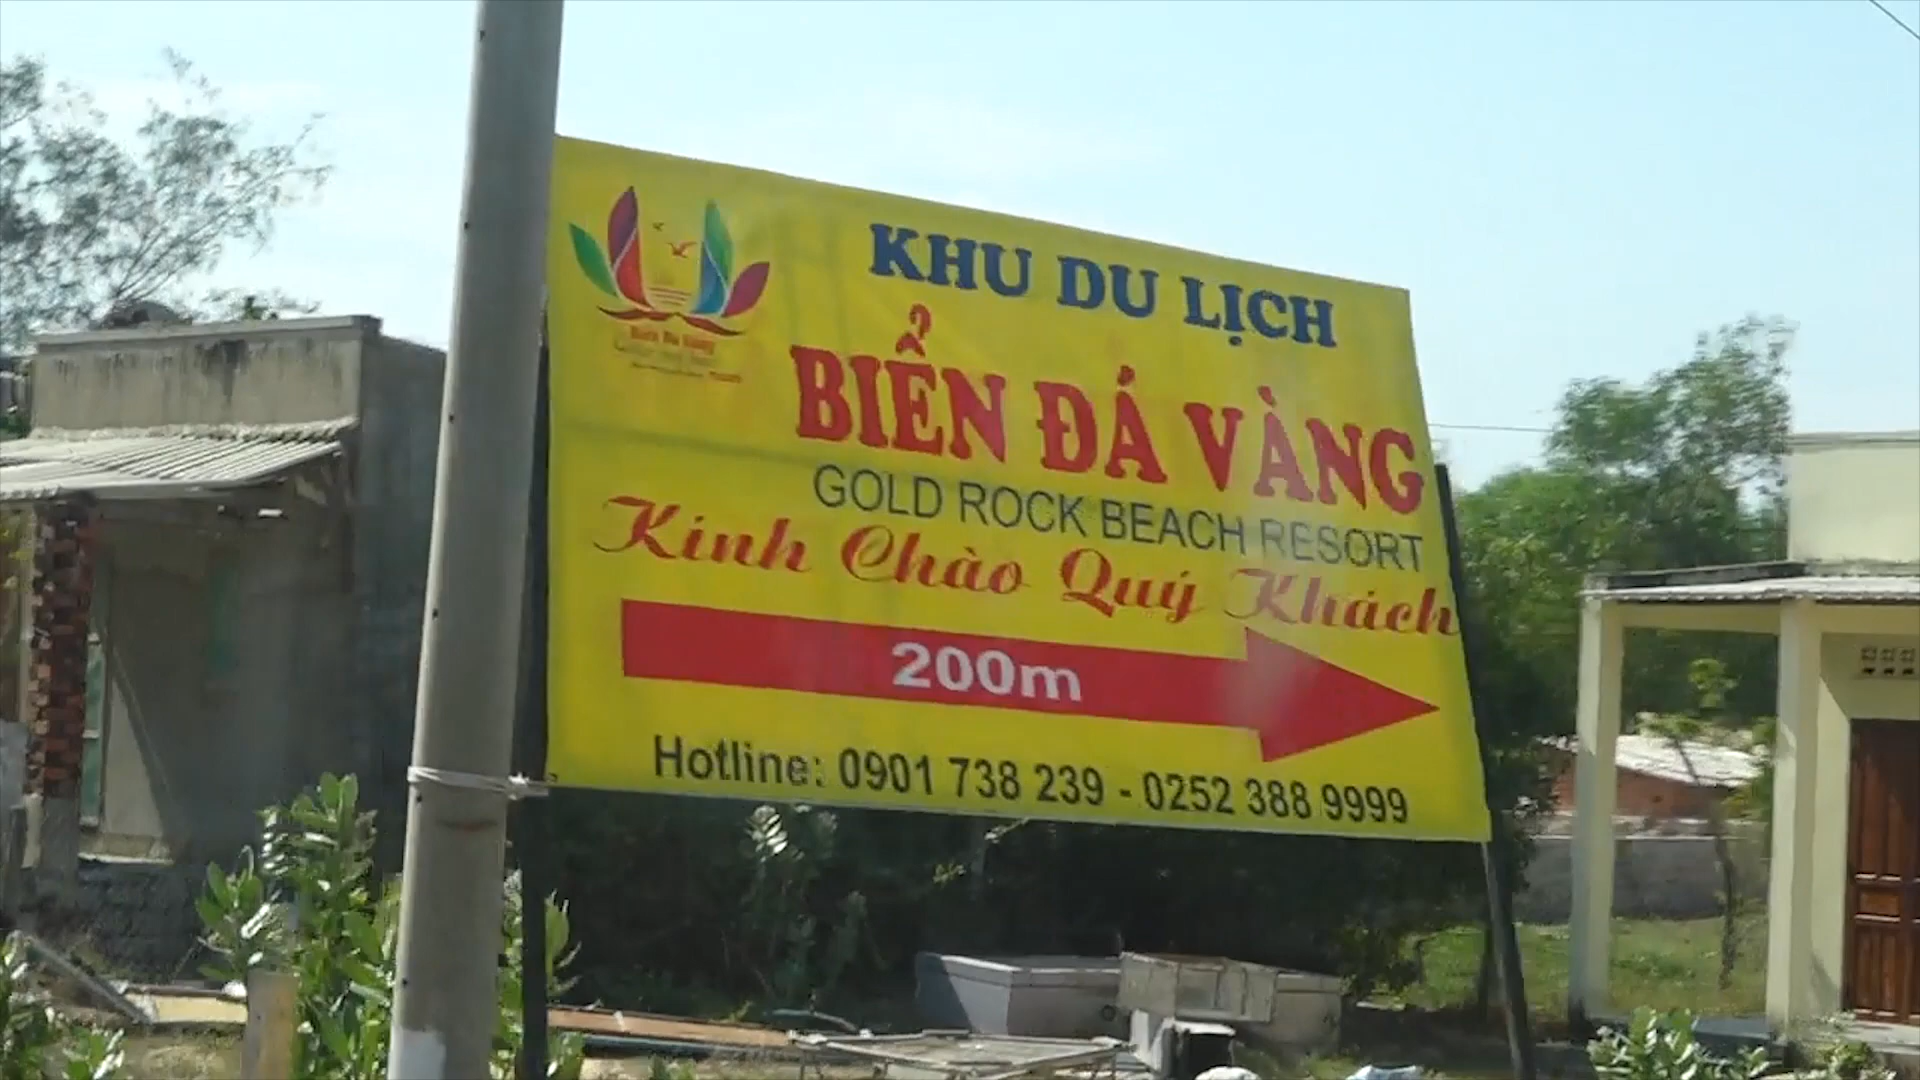 KHU DU LỊCH
BIỂN ĐÁ VÀNG
GOLD ROCK BEACH RESORT
Kính Chào Quý Khách
200m
Hotline: 0901 738 239 - 0252 388 9999